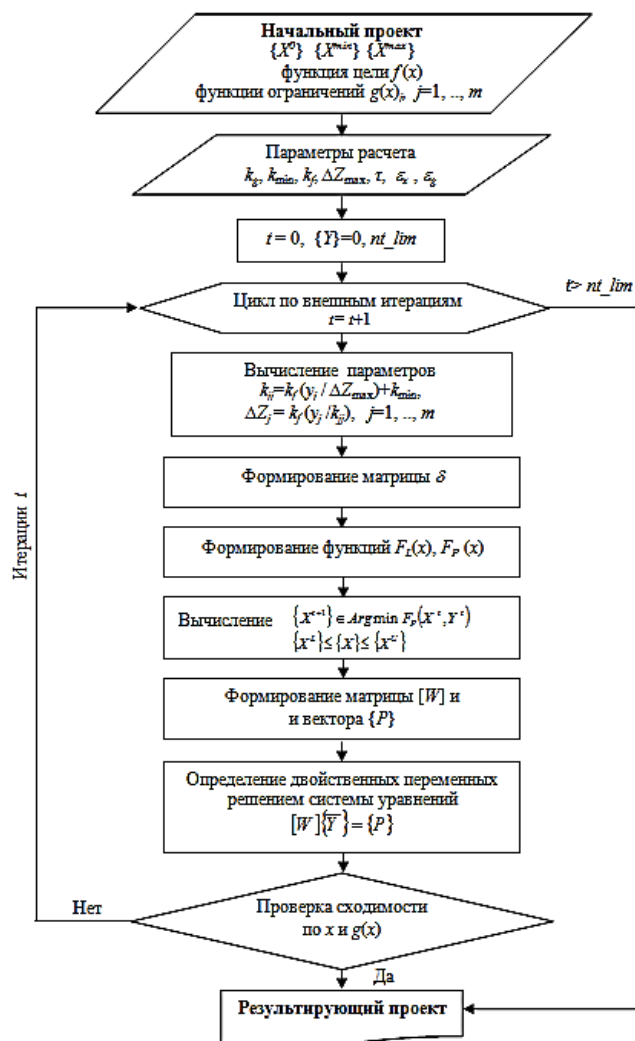 Начальный проект
{X⁰} {Xᵐⁱⁿ} {Xᵐᵃˣ}
функция цели f(x)
функции ограничений g(x)ⱼ, j=1, .., m
Параметры расчета
k_g, k_min, k_f, ΔZ_max, τ, ε_x , ε_g
t = 0, {Y}=0, nt_lim
Цикл по внешным итерациям
t= t+1
t> nt_lim
Вычисление параметров
k_jj=k_f (y_j / ΔZ_max)+k_min,
ΔZ_j = k_f (y_j /k_jj), j=1, .., m
Формирование матрицы δ
Итерации t
Формирование функций F_L(x), F_P (x)
Вычисление {X^{t+1}} ∈ Arg min F_P(X^t, Y^t)
{x^L} ≤ {x} ≤ {x^U}
Формирование матрицы [W] и
и вектора {P}
Определение двойственных переменных
решением системы уравнений
[W]{Y̅} = {P}
Нет
Проверка сходимости
по x и g(x)
Да
Результирующий проект